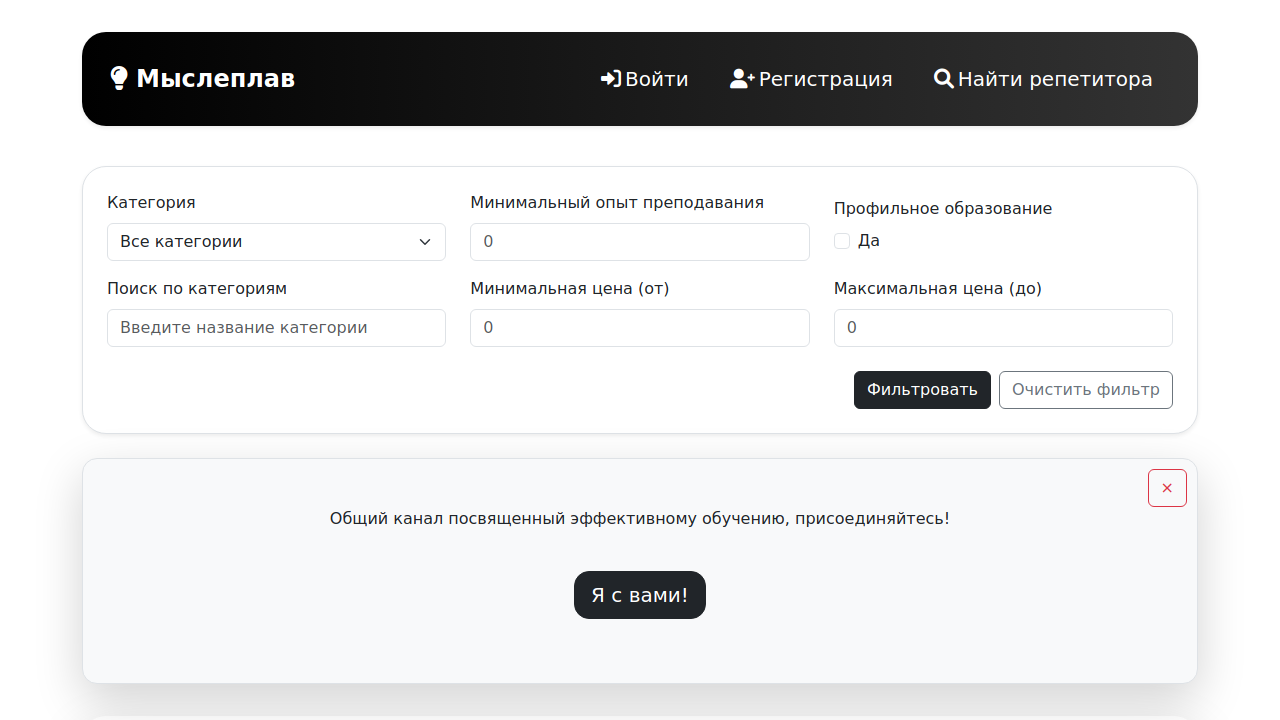 Мыслеплав
Войти
Регистрация
Найти репетитора
Категория
Минимальный опыт преподавания
Профильное образование
Все категории
0
Да
Поиск по категориям
Минимальная цена (от)
Максимальная цена (до)
Введите название категории
0
0
Фильтровать
Очистить фильтр
×
Общий канал посвященный эффективному обучению, присоединяйтесь!
Я с вами!